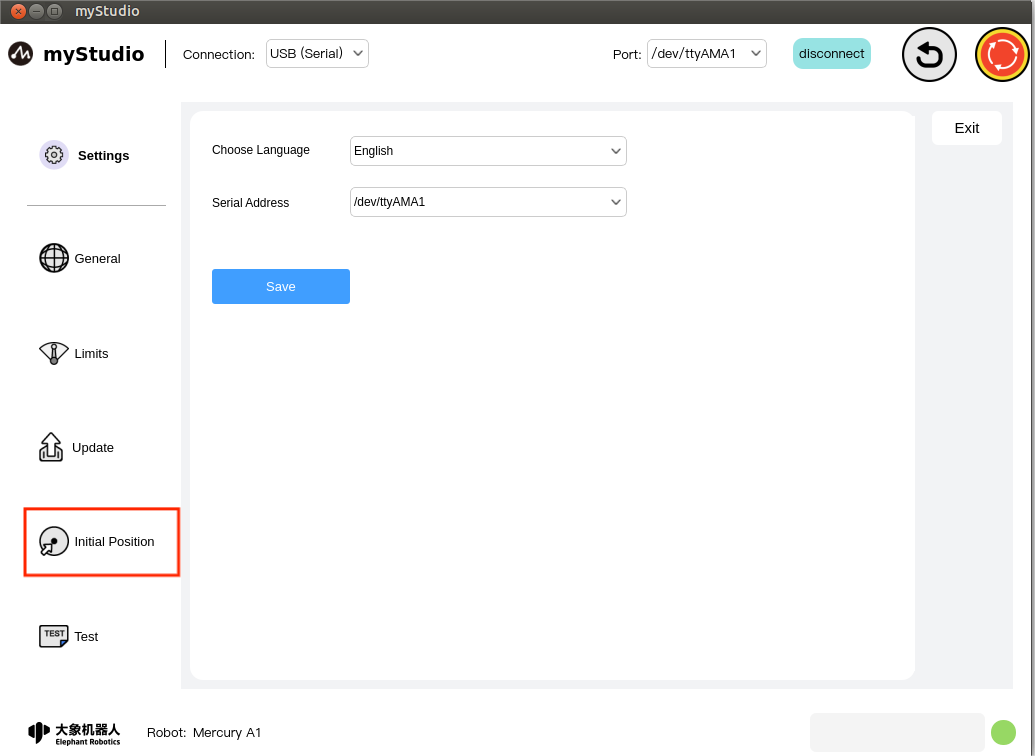 myStudio
myStudio
Connection: USB (Serial)
Port: /dev/ttyAMA1
disconnect
Settings
General
Limits
Update
Initial Position
TEST Test
Choose Language English
Serial Address /dev/ttyAMA1
Save
Exit
大象机器人
Elephant Robotics
Robot: Mercury A1